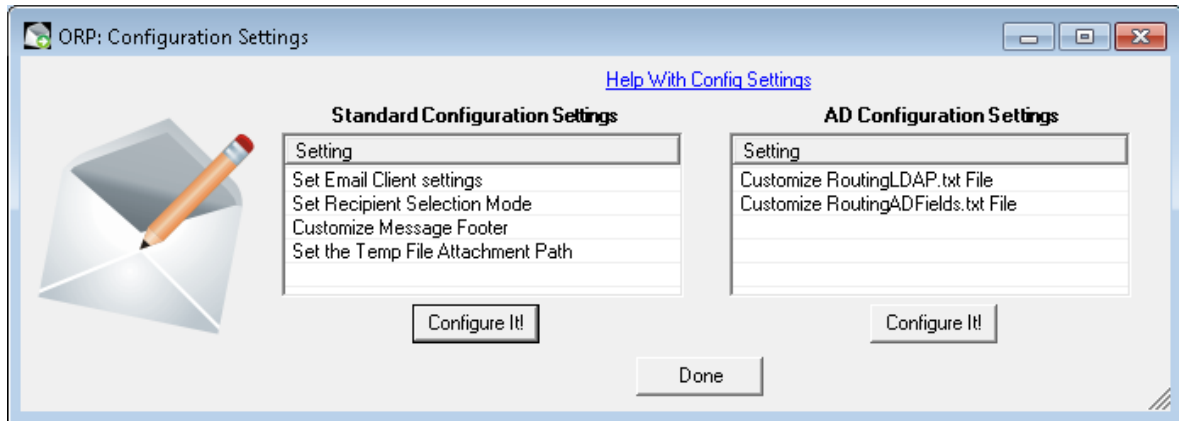 ORP: Configuration Settings
Help With Config Settings
Standard Configuration Settings
AD Configuration Settings
Setting
Setting
Set Email Client settings
Customize RoutingLDAP.txt File
Set Recipient Selection Mode
Customize RoutingADFields.txt File
Customize Message Footer
Set the Temp File Attachment Path
Configure It!
Configure It!
Done